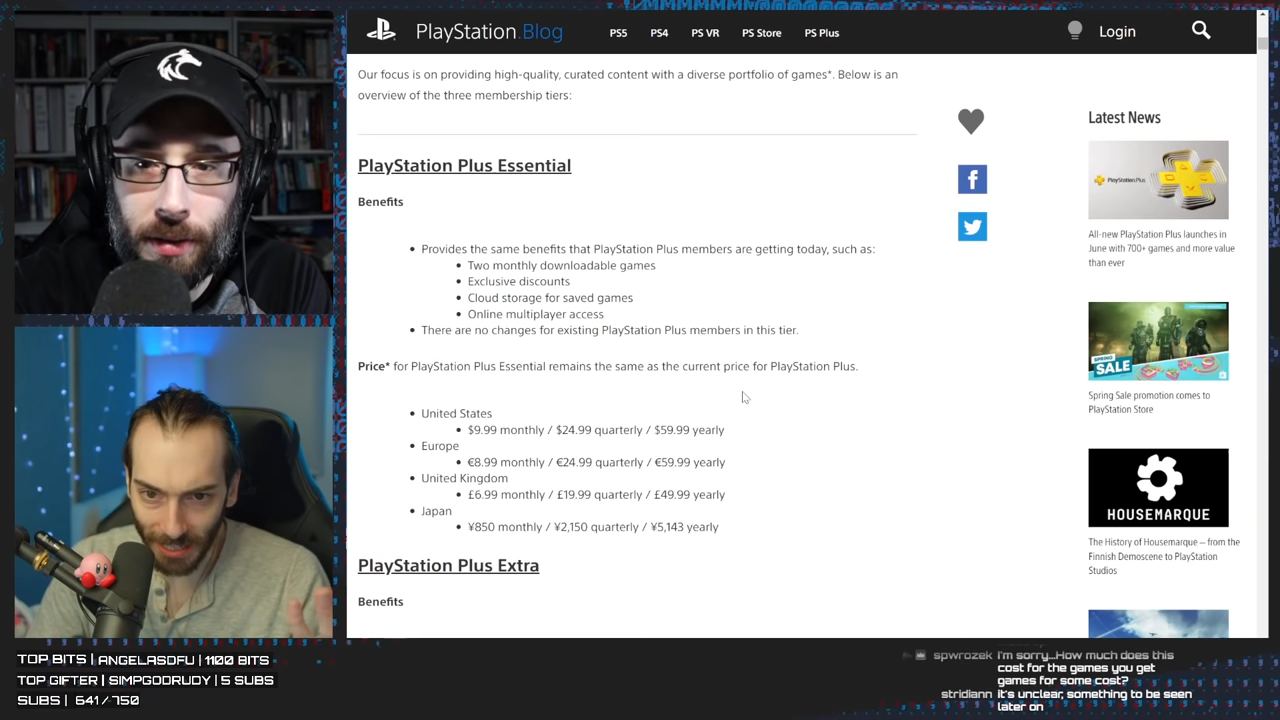 PlayStation.Blog
PS5 PS4 PS VR PS Store PS Plus
Login
Our focus is on providing high-quality, curated content with a diverse portfolio of games*. Below is an
overview of the three membership tiers:
PlayStation Plus Essential
Benefits
• Provides the same benefits that PlayStation Plus members are getting today, such as:
• Two monthly downloadable games
• Exclusive discounts
• Cloud storage for saved games
• Online multiplayer access
• There are no changes for existing PlayStation Plus members in this tier.
Price* for PlayStation Plus Essential remains the same as the current price for PlayStation Plus.
• United States
• $9.99 monthly / $24.99 quarterly / $59.99 yearly
• Europe
• €8.99 monthly / €24.99 quarterly / €59.99 yearly
• United Kingdom
• £6.99 monthly / £19.99 quarterly / £49.99 yearly
• Japan
• ¥850 monthly / ¥2,150 quarterly / ¥5,143 yearly
PlayStation Plus Extra
Benefits
Latest News
PlayStation.Plus
All-new PlayStation Plus launches in
June with 700+ games and more value
than ever
SPRING
SALE
Spring Sale promotion comes to
PlayStation Store
HOUSEMARQUE
The History of Housemarque – from the
Finnish Demoscene to PlayStation
Studios
TOP BITS | ANGELASDFU | 1100 BITS
TOP GIFTER | SIMPGODRUDY | 5 SUBS
SUBS | 641/750
spwrozek I'm sorry...How much does this
cost for the games you get
games for some cost?
stridiann it's unclear, something to be seen
later on